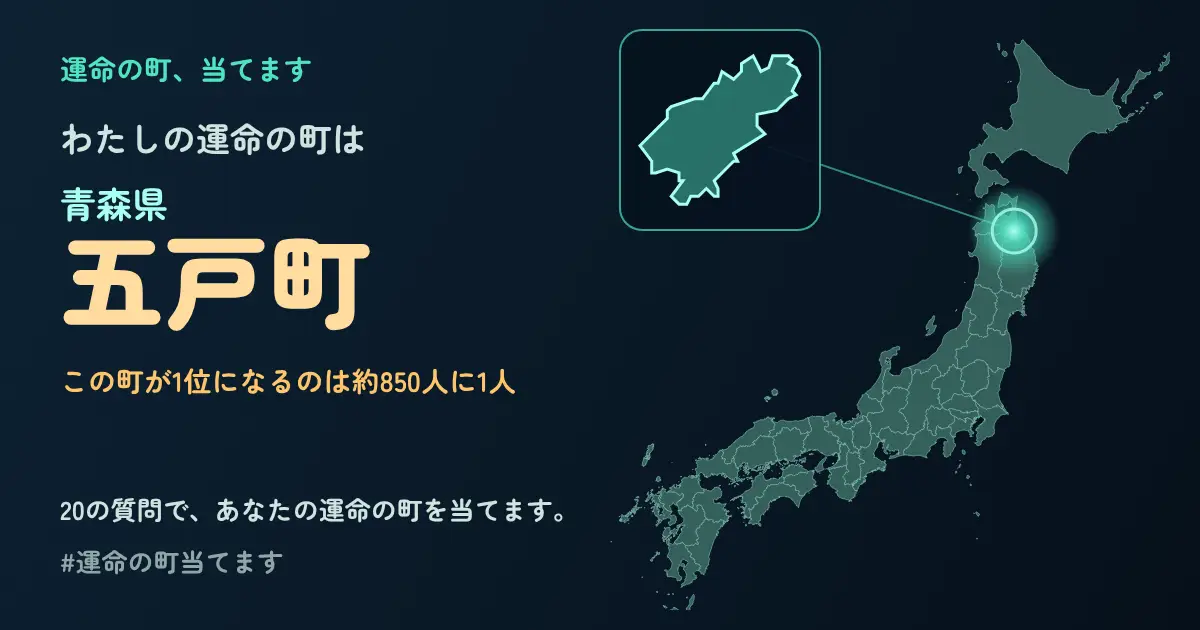 運命の町、当てます
わたしの運命の町は
青森県
五戸町
この町が1位になるのは約850人に1人
20の質問で、あなたの運命の町を当てます。
#運命の町当てます